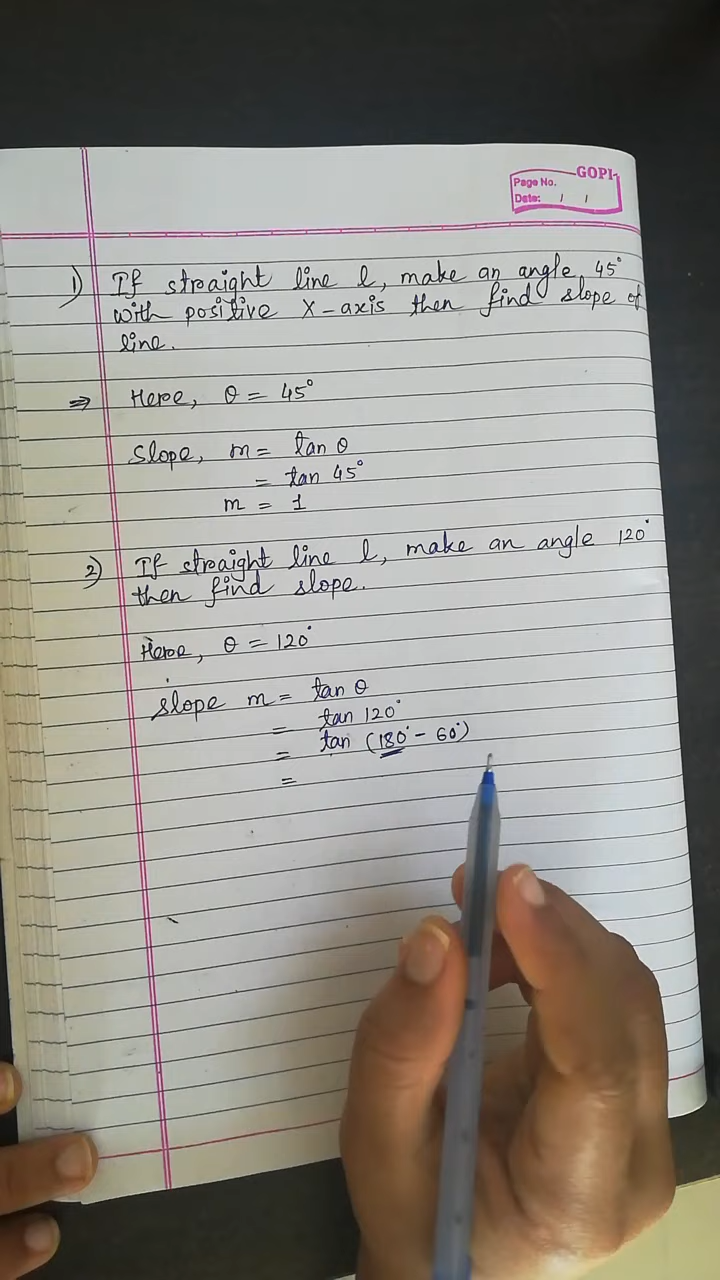 GOPI
Page No.
Date: / /
1) If straight line l, make an angle 45°
with positive X-axis then find slope of
line.
⇒ Here, θ = 45°
Slope, m = tan θ
= tan 45°
m = 1
2) If straight line l, make an angle 120°
then find slope.
Here, θ = 120°
slope m = tan θ
= tan 120°
= tan (180° - 60°)
=